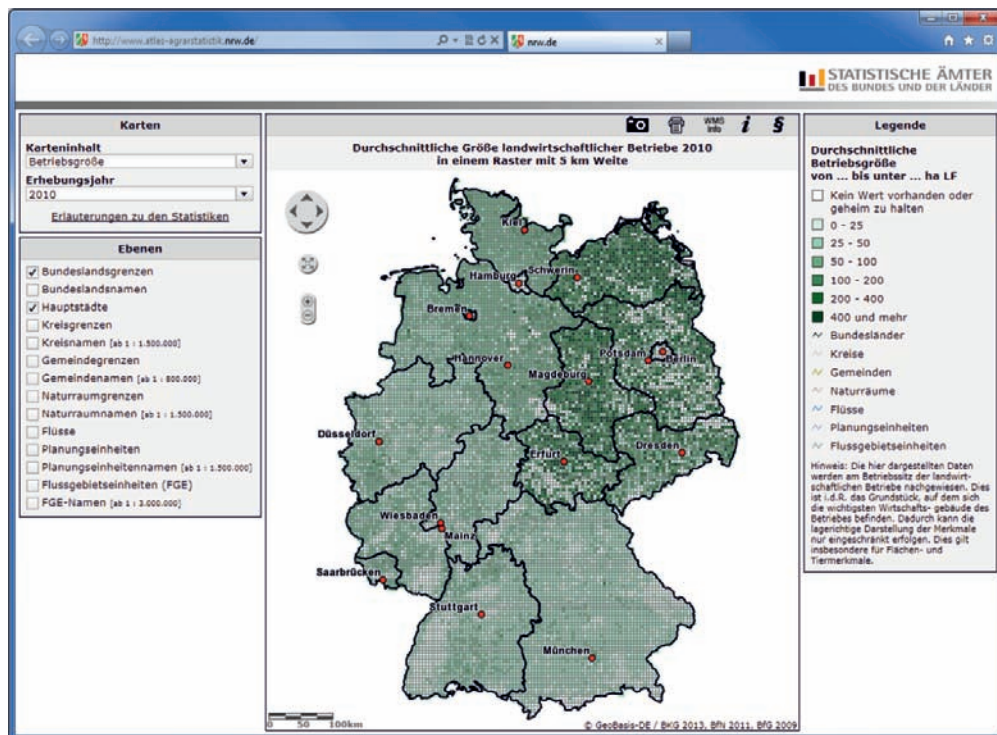 http://www.atlas-agrarstatistik.nrw.de/
nrw.de
STATISTISCHE ÄMTER
DES BUNDES UND DER LÄNDER
Karten
Karteninhalt
Betriebsgröße
Erhebungsjahr
2010
Erläuterungen zu den Statistiken
Ebenen
Bundeslandsgrenzen
Bundeslandsnamen
Hauptstädte
Kreisgrenzen
Kreisnamen [ab 1 : 1.500.000]
Gemeindegrenzen
Gemeindenamen [ab 1 : 800.000]
Naturraumgrenzen
Naturraumnamen [ab 1 : 1.500.000]
Flüsse
Planungseinheiten
Planungseinheitennamen [ab 1 : 1.500.000]
Flussgebietseinheiten (FGE)
FGE-Namen [ab 1 : 3.000.000]
WMS
Info
i
§
Durchschnittliche Größe landwirtschaftlicher Betriebe 2010
in einem Raster mit 5 km Weite
Kiel
Hamburg
Schwerin
Bremen
Hannover
Potsdam
Berlin
Magdeburg
Düsseldorf
Erfurt
Dresden
Wiesbaden
Mainz
Saarbrücken
Stuttgart
München
0 50 100km
© GeoBasis-DE / BKG 2013, BfN 2011, BfG 2009
Legende
Durchschnittliche
Betriebsgröße
von ... bis unter ... ha LF
Kein Wert vorhanden oder
geheim zu halten
0 - 25
25 - 50
50 - 100
100 - 200
200 - 400
400 und mehr
Bundesländer
Kreise
Gemeinden
Naturräume
Flüsse
Planungseinheiten
Flussgebietseinheiten
Hinweis: Die hier dargestellten Daten
werden am Betriebssitz der landwirt-
schaftlichen Betriebe nachgewiesen. Dies
ist i.d.R. das Grundstück, auf dem sich
die wichtigsten Wirtschafts- gebäude des
Betriebes befinden. Dadurch kann die
lagerichtige Darstellung der Merkmale
nur eingeschränkt erfolgen. Dies gilt
insbesondere für Flächen- und
Tiermerkmale.